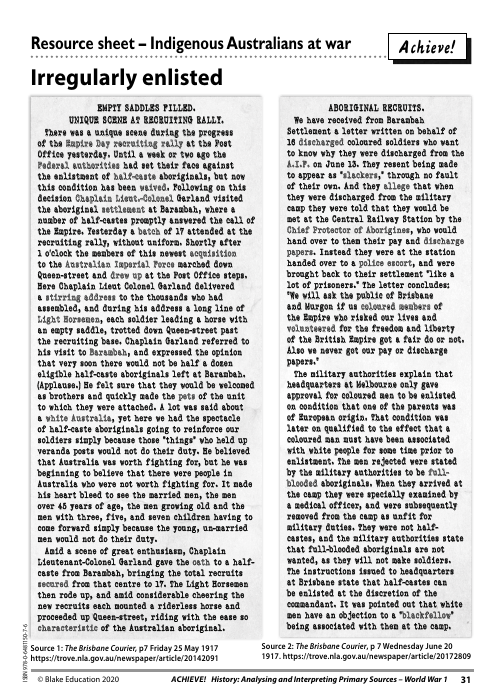 Resource sheet – Indigenous Australians at war
Achieve!
Irregularly enlisted
EMPTY SADDLES FILLED.
UNIQUE SCENE AT RECRUITING RALLY.
There was a unique scene during the progress
of the Empire Day recruiting rally at the Post
Office yesterday. Until a week or two ago the
Federal authorities had set their face against
the enlistment of half-caste aboriginals, but now
this condition has been waived. Following on this
decision Chaplain Lieut.-Colonel Garland visited
the aboriginal settlement at Barambah, where a
number of half-castes promptly answered the call of
the Empire. Yesterday a batch of 17 attended at the
recruiting rally, without uniform. Shortly after
1 o'clock the members of this newest acquisition
to the Australian Imperial Force marched down
Queen-street and drew up at the Post Office steps.
Here Chaplain Lieut Colonel Garland delivered
a stirring address to the thousands who had
assembled, and during his address a long line of
Light Horsemen, each soldier leading a horse with
an empty saddle, trotted down Queen-street past
the recruiting base. Chaplain Garland referred to
his visit to Barambah, and expressed the opinion
that very soon there would not be half a dozen
eligible half-caste aboriginals left at Barambah.
(Applause.) He felt sure that they would be welcomed
as brothers and quickly made the pets of the unit
to which they were attached. A lot was said about
a white Australia, yet here we had the spectacle
of half-caste aboriginals going to reinforce our
soldiers simply because those "things" who held up
veranda posts would not do their duty. He believed
that Australia was worth fighting for, but he was
beginning to believe that there were people in
Australia who were not worth fighting for. It made
his heart bleed to see the married men, the men
over 45 years of age, the men growing old and the
men with three, five, and seven children having to
come forward simply because the young, un-married
men would not do their duty.
Amid a scene of great enthusiasm, Chaplain
Lieutenant-Colonel Garland gave the oath to a half-
caste from Barambah, bringing the total recruits
secured from that centre to 17. The Light Horsemen
then rode up, and amid considerable cheering the
new recruits each mounted a riderless horse and
proceeded up Queen-street, riding with the ease so
characteristic of the Australian aboriginal.
Source 1: The Brisbane Courier, p7 Friday 25 May 1917
https://trove.nla.gov.au/newspaper/article/20142091
ABORIGINAL RECRUITS.
We have received from Barambah
Settlement a letter written on behalf of
16 discharged coloured soldiers who want
to know why they were discharged from the
A.I.F. on June 13. They resent being made
to appear as "slackers," through no fault
of their own. And they allege that when
they were discharged from the military
camp they were told that they would be
met at the Central Railway Station by the
Chief Protector of Aborigines, who would
hand over to them their pay and discharge
papers. Instead they were at the station
handed over to a police escort, and were
brought back to their settlement "like a
lot of prisoners." The letter concludes:
"We will ask the public of Brisbane
and Murgon if us coloured members of
the Empire who risked our lives and
volunteered for the freedom and liberty
of the British Empire got a fair do or not.
Also we never got our pay or discharge
papers."
The military authorities explain that
headquarters at Melbourne only gave
approval for coloured men to be enlisted
on condition that one of the parents was
of European origin. That condition was
later on qualified to the effect that a
coloured man must have been associated
with white people for some time prior to
enlistment. The men rejected were stated
by the military authorities to be full-
blooded aboriginals. When they arrived at
the camp they were specially examined by
a medical officer, and were subsequently
removed from the camp as unfit for
military duties. They were not half-
castes, and the military authorities state
that full-blooded aboriginals are not
wanted, as they will not make soldiers.
The instructions issued to headquarters
at Brisbane state that half-castes can
be enlisted at the discretion of the
commandant. It was pointed out that white
men have an objection to a "blackfellow"
being associated with them at the camp.
Source 2: The Brisbane Courier, p 7 Wednesday June 20
1917. https://trove.nla.gov.au/newspaper/article/20172809
ISBN 978-0-6481150-7-6
© Blake Education 2020
ACHIEVE! History: Analysing and Interpreting Primary Sources – World War 1
31